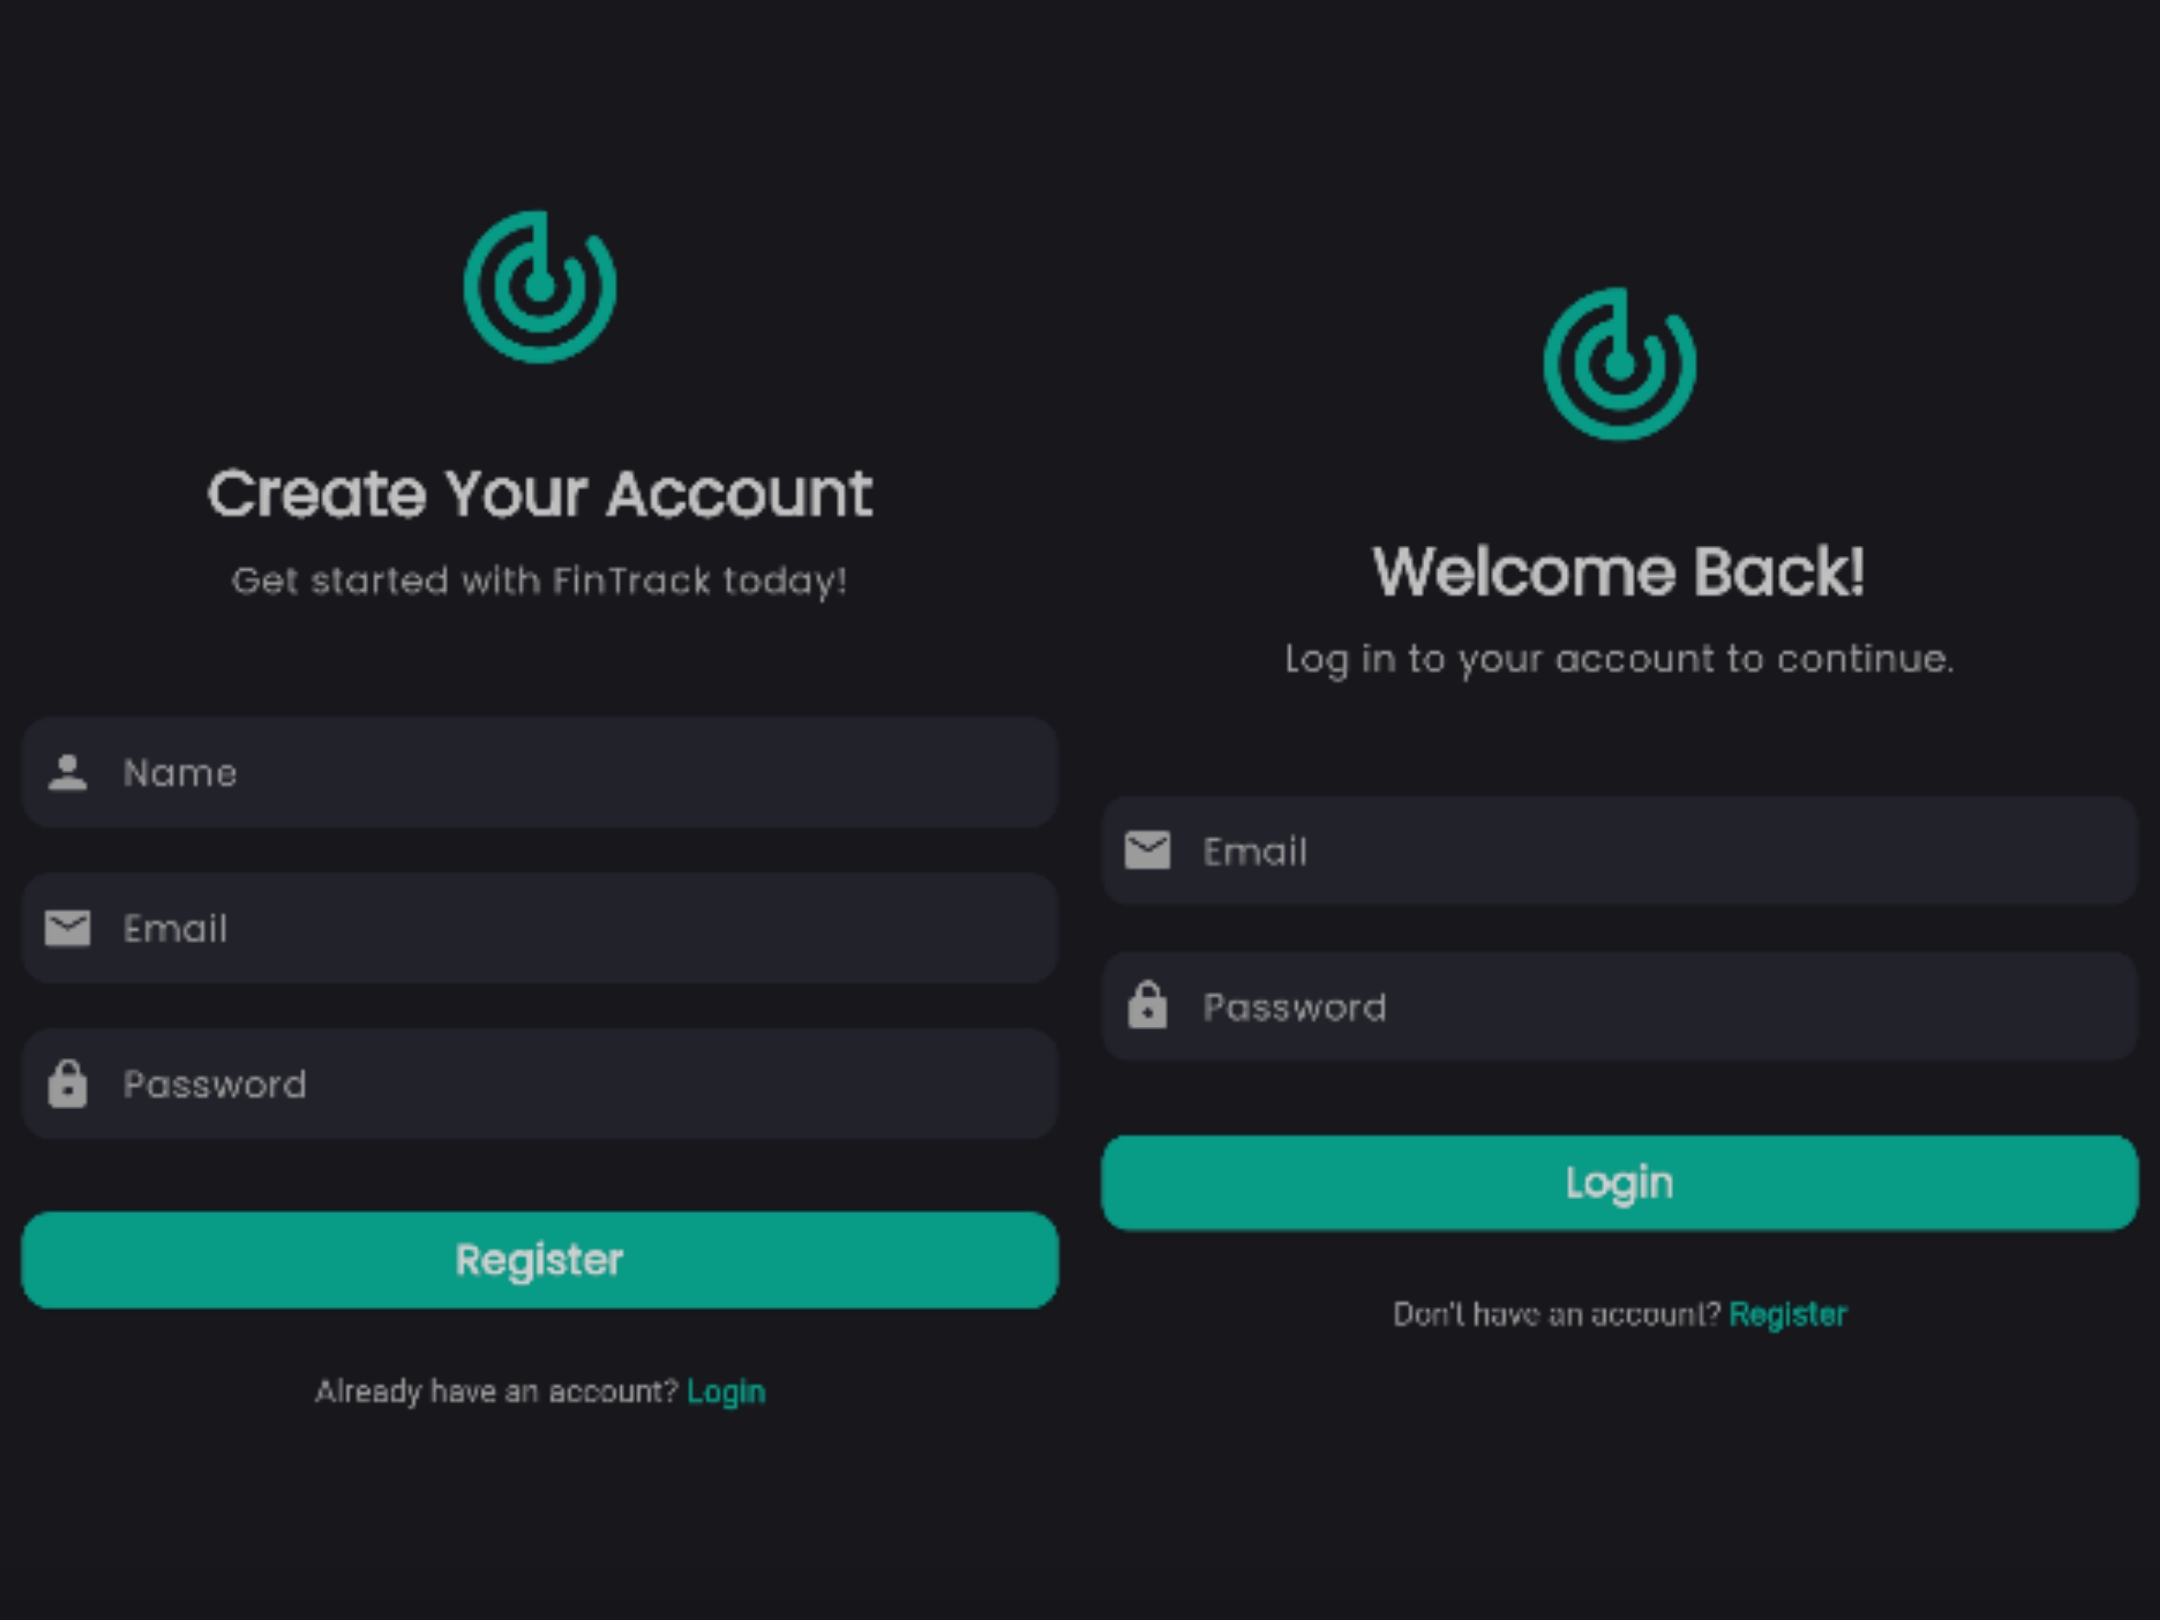 Create Your Account
Get started with FinTrack today!
Name
Email
Password
Register
Already have an account? Login
Welcome Back!
Log in to your account to continue.
Email
Password
Login
Don't have an account? Register